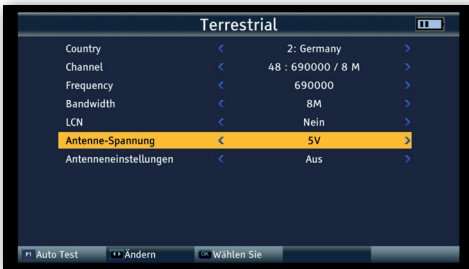 Terrestrial
Country < 2: Germany >
Channel < 48 : 690000 / 8 M >
Frequency < 690000 >
Bandwidth < 8M >
LCN < Nein >
Antenne-Spannung < 5V >
Antenneneinstellungen < Aus >
P1 Auto Test ◄► Ändern OK Wählen Sie